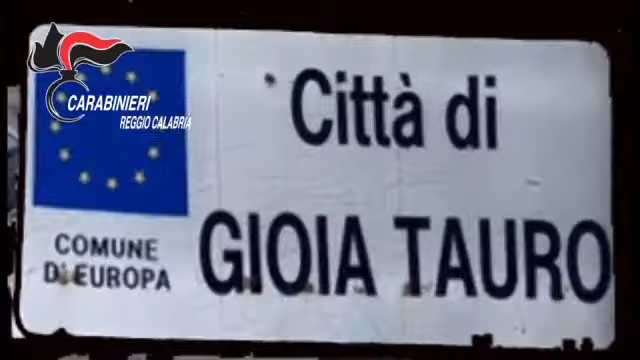 CARABINIERI
REGGIO CALABRIA
Città di
GIOIA TAURO
COMUNE
D'EUROPA